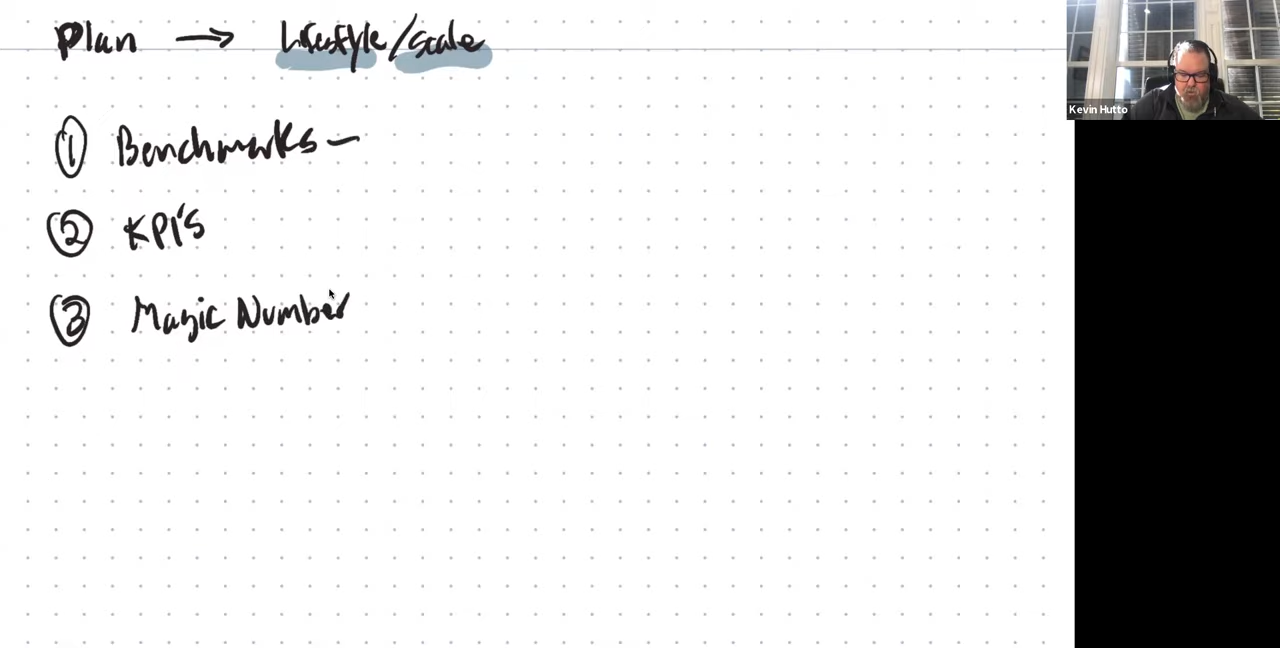 Plan → Lifestyle/Scale
Kevin Hutto
① Benchmarks –
② KPI's
③ Magic Number